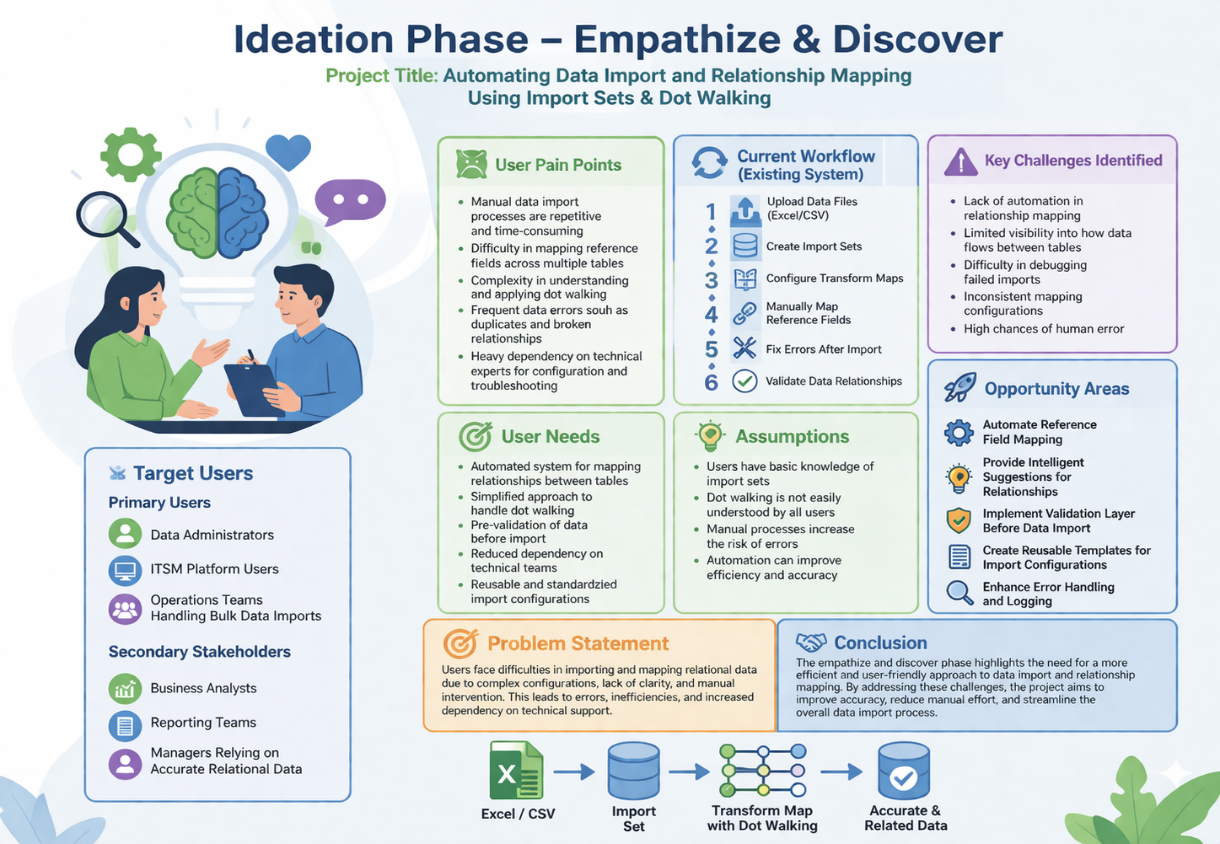 Ideation Phase – Empathize & Discover
Project Title: Automating Data Import and Relationship Mapping
Using Import Sets & Dot Walking
Target Users
Primary Users
Data Administrators
ITSM Platform Users
Operations Teams
Handling Bulk Data Imports
Secondary Stakeholders
Business Analysts
Reporting Teams
Managers Relying on
Accurate Relational Data
User Pain Points
• Manual data import
processes are repetitive
and time-consuming
• Difficulty in mapping reference
fields across multiple tables
• Complexity in understanding
and applying dot walking
• Frequent data errors souh as
duplicates and broken
relationships
• Heavy dependency on technical
experts for configuration and
troubleshooting
Current Workflow
(Existing System)
1 Upload Data Files
(Excel/CSV)
2 Create Import Sets
3 Configure Transform Maps
4 Manually Map
Reference Fields
5 Fix Errors After Import
6 Validate Data Relationships
Key Challenges Identified
• Lack of automation in
relationship mapping
• Limited visibility into how data
flows between tables
• Difficulty in debugging
failed imports
• Inconsistent mapping
configurations
• High chances of human error
User Needs
• Automated system for mapping
relationships between tables
• Simplified approach to
handle dot walking
• Pre-validation of data
before import
• Reduced dependency on
technical teams
• Reusable and standardzied
import configurations
Assumptions
• Users have basic knowledge of
import sets
• Dot walking is not easily
understood by all users
• Manual processes increase
the risk of errors
• Automation can improve
efficiency and accuracy
Opportunity Areas
Automate Reference
Field Mapping
Provide Intelligent
Suggestions for
Relationships
Implement Validation Layer
Before Data Import
Create Reusable Templates for
Import Configurations
Enhance Error Handling
and Logging
Problem Statement
Users face difficulties in importing and mapping relational data
due to complex configurations, lack of clarity, and manual
intervention. This leads to errors, inefficiencies, and increased
dependency on technical support.
Conclusion
The empathize and discover phase highlights the need for a more
efficient and user-friendly approach to data import and relationship
mapping. By addressing these challenges, the project aims to
improve accuracy, reduce manual effort, and streamline the
overall data import process.
X
Excel / CSV
Import
Set
Transform Map
with Dot Walking
Accurate &
Related Data